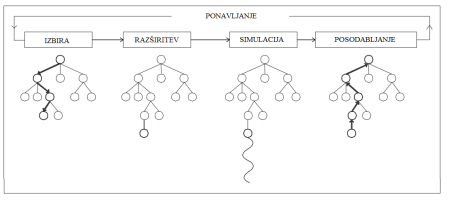 PONAVLJANJE
IZBIRA
RAZŠIRITEV
SIMULACIJA
POSODABLJANJE